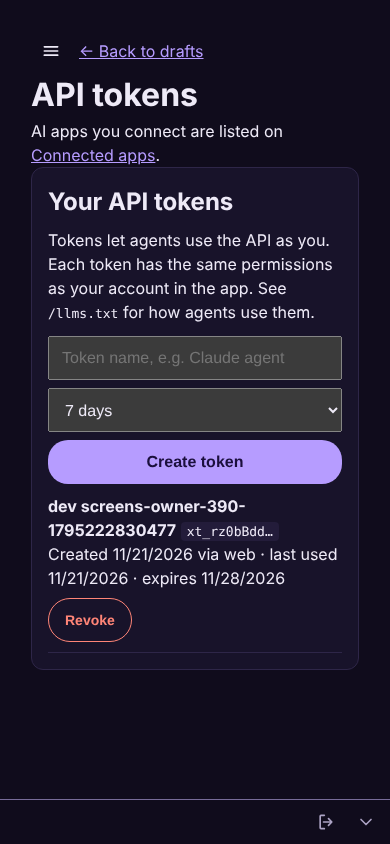 ← Back to drafts
API tokens
AI apps you connect are listed on
Connected apps.
Your API tokens
Tokens let agents use the API as you.
Each token has the same permissions
as your account in the app. See
/llms.txt for how agents use them.
Token name, e.g. Claude agent
7 days
Create token
dev screens-owner-390-
1795222830477 xt_rz0bBdd…
Created 11/21/2026 via web · last used
11/21/2026 · expires 11/28/2026
Revoke